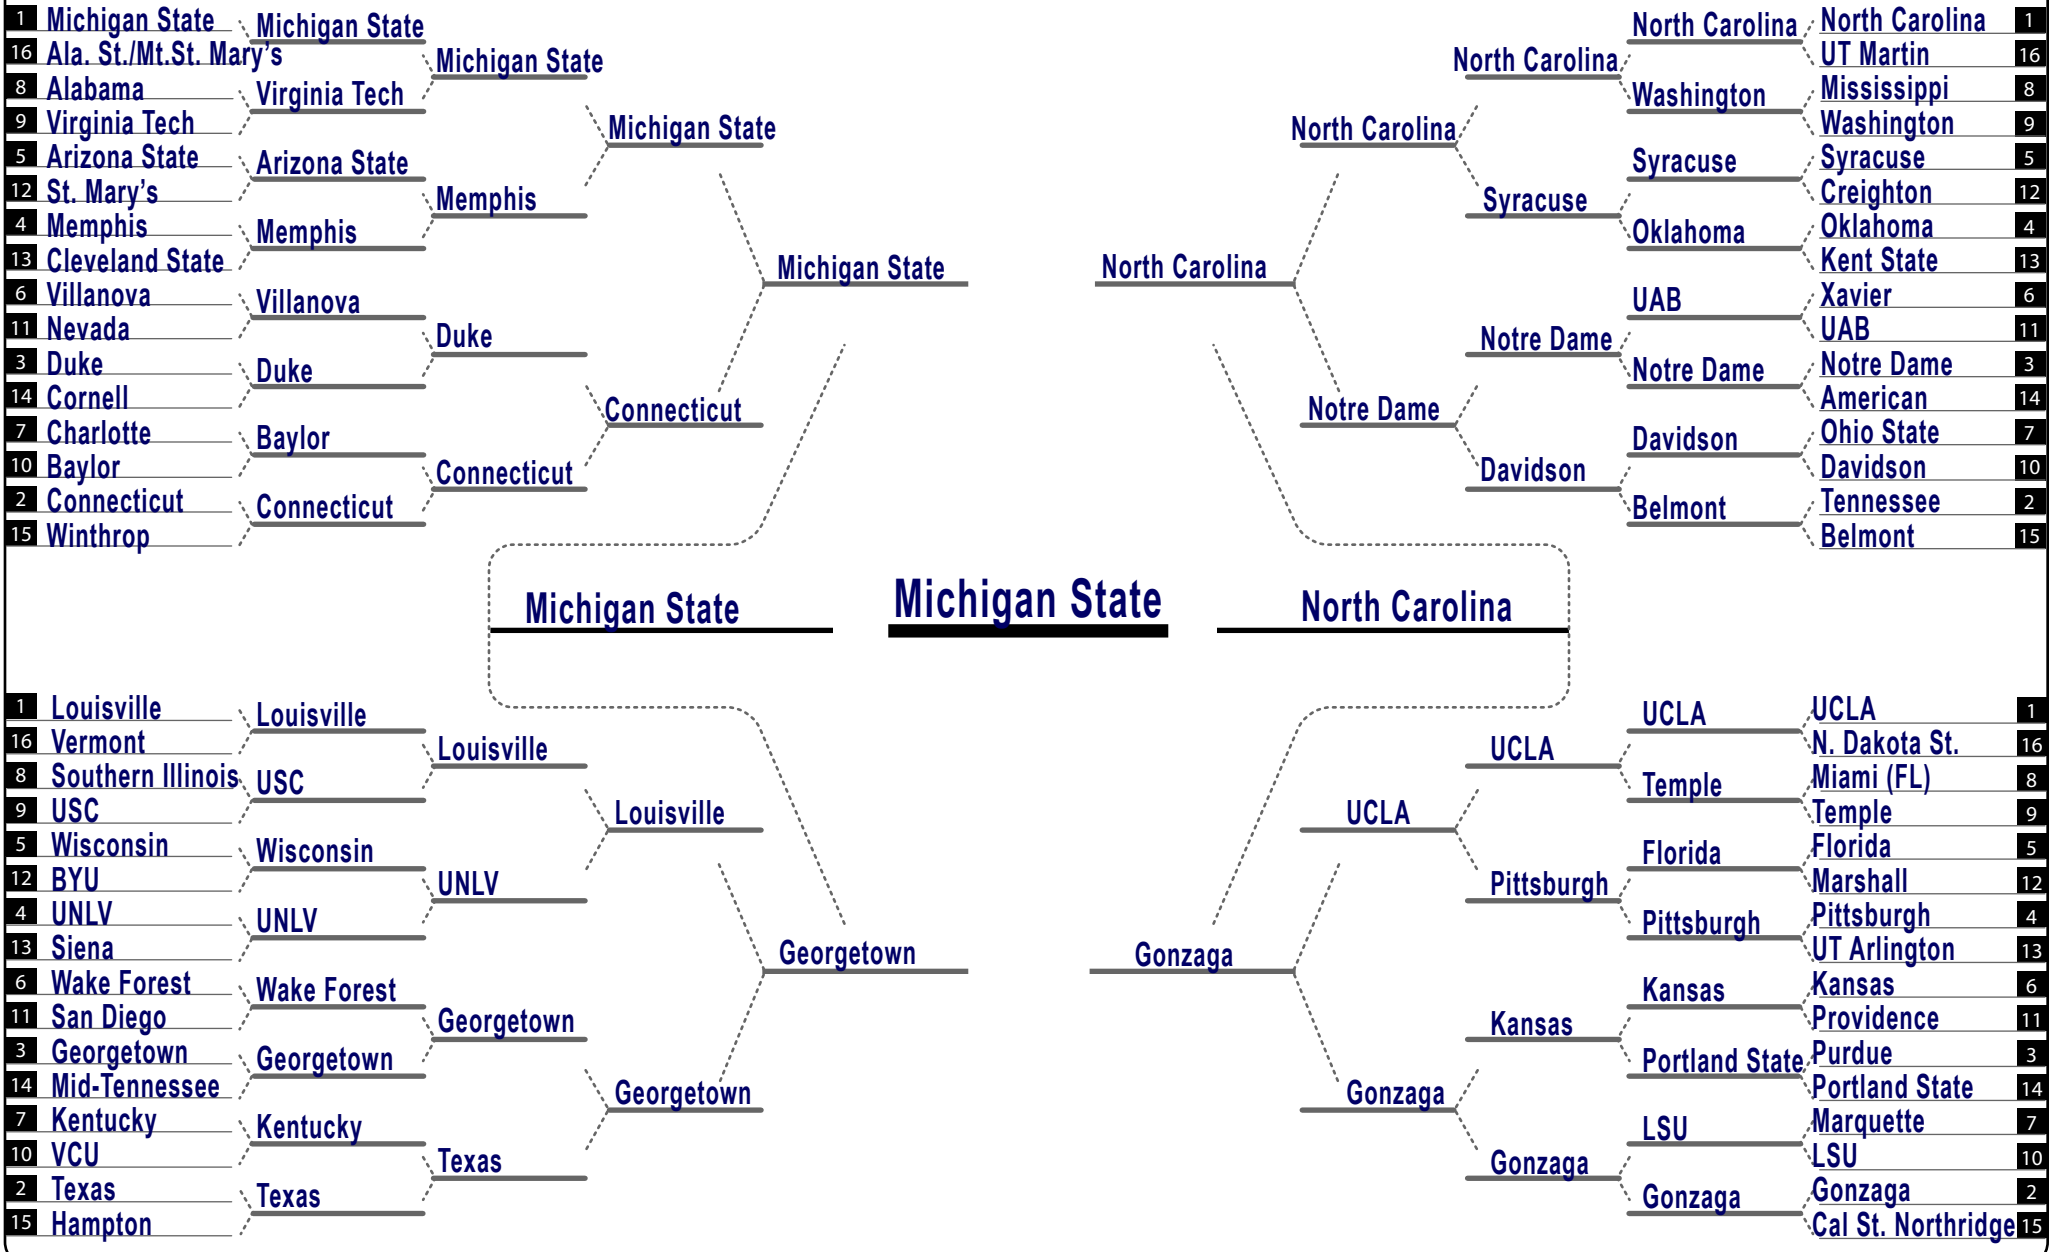 1 Michigan State
16 Ala. St./Mt.St. Mary's
8 Alabama
9 Virginia Tech
5 Arizona State
12 St. Mary's
4 Memphis
13 Cleveland State
6 Villanova
11 Nevada
3 Duke
14 Cornell
7 Charlotte
10 Baylor
2 Connecticut
15 Winthrop
Michigan State
Virginia Tech
Arizona State
Memphis
Villanova
Duke
Baylor
Connecticut
Michigan State
Memphis
Duke
Connecticut
Michigan State
Connecticut
Michigan State
North Carolina
North Carolina
Notre Dame
North Carolina
Syracuse
Notre Dame
Davidson
North Carolina
Washington
Syracuse
Oklahoma
UAB
Notre Dame
Davidson
Belmont
North Carolina 1
UT Martin 16
Mississippi 8
Washington 9
Syracuse 5
Creighton 12
Oklahoma 4
Kent State 13
Xavier 6
UAB 11
Notre Dame 3
American 14
Ohio State 7
Davidson 10
Tennessee 2
Belmont 15
Michigan State
Michigan State
North Carolina
1 Louisville
16 Vermont
8 Southern Illinois
9 USC
5 Wisconsin
12 BYU
4 UNLV
13 Siena
6 Wake Forest
11 San Diego
3 Georgetown
14 Mid-Tennessee
7 Kentucky
10 VCU
2 Texas
15 Hampton
Louisville
USC
Wisconsin
UNLV
Wake Forest
Georgetown
Kentucky
Texas
Louisville
UNLV
Georgetown
Texas
Louisville
Georgetown
Georgetown
Gonzaga
UCLA
Gonzaga
UCLA
Pittsburgh
Kansas
Gonzaga
UCLA
Temple
Florida
Pittsburgh
Kansas
Portland State
LSU
Gonzaga
UCLA 1
N. Dakota St. 16
Miami (FL) 8
Temple 9
Florida 5
Marshall 12
Pittsburgh 4
UT Arlington 13
Kansas 6
Providence 11
Purdue 3
Portland State 14
Marquette 7
LSU 10
Gonzaga 2
Cal St. Northridge 15